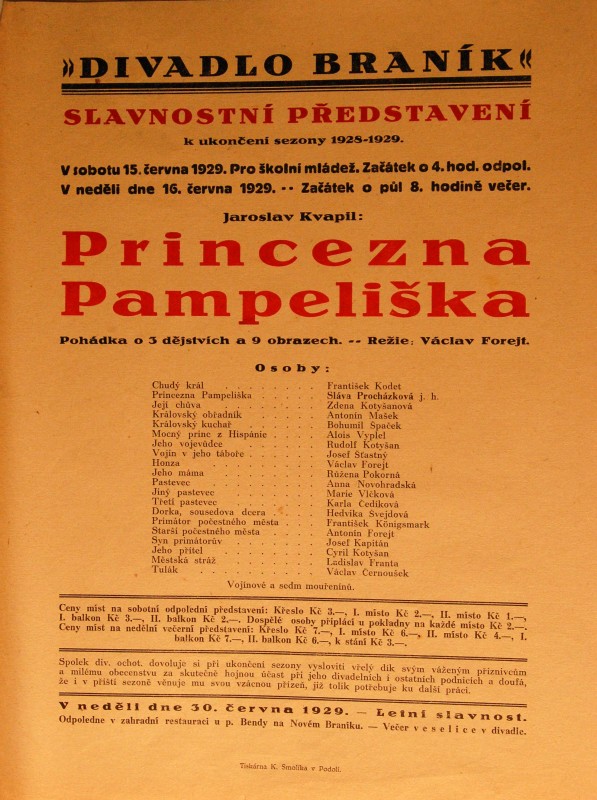 »DIVADLO BRANÍK«
SLAVNOSTNÍ PŘEDSTAVENÍ
k ukončení sezony 1928-1929.
V sobotu 15. června 1929. Pro školní mládež. Začátek o 4. hod. odpol.
V neděli dne 16. června 1929. -- Začátek o půl 8. hodině večer.
Jaroslav Kvapil:
Princezna
Pampeliška
Pohádka o 3 dějstvích a 9 obrazech. -- Režie: Václav Forejt.
Osoby:
Chudý král . . . . . . . František Kodet
Princezna Pampeliška . . . . . Sláva Procházková j. h.
Její chůva . . . . . . . Zdena Kotyšanová
Královský obřadník . . . . . Antonín Mašek
Královský kuchař . . . . . . Bohumil Špaček
Mocný princ z Hispánie . . . . Alois Vyplel
Jeho vojevůdce . . . . . . Rudolf Kotyšan
Vojín v jeho táboře . . . . . Josef Šťastný
Honza . . . . . . . . Václav Forejt
Jeho máma . . . . . . . Růžena Pokorná
Pastevec . . . . . . . . Anna Novohradská
Jiný pastevec . . . . . . . Marie Vlčková
Třetí pastevec . . . . . . Karla Čedíková
Dorka, sousedova dcera . . . . Hedvika Švejdová
Primátor počestného města . . . František Königsmark
Starší počestného města . . . . Antonín Forejt
Syn primátorův . . . . . . Josef Kapitán
Jeho přítel . . . . . . . Cyril Kotyšan
Městská stráž . . . . . . . Ladislav Franta
Tulák . . . . . . . . Václav Černoušek
Vojínové a sedm mouřenínů.
Ceny míst na sobotní odpolední představení: Křeslo Kč 3.—, I. místo Kč 2.—, II. místo Kč 1.—,
I. balkon Kč 3.—, II. balkon Kč 2.—. Dospělé osoby připlácí u pokladny na každé místo Kč 2.—.
Ceny míst na nedělní večerní představení: Křeslo Kč 7.—, I. místo Kč 6.—, II. místo Kč 4.—, I.
balkon Kč 7.—, II. balkon Kč 6.—, k stání Kč 3.—.
Spolek div. ochot. dovoluje si při ukončení sezony vysloviti vřelý dík svým váženým příznivcům
a milému obecenstvu za skutečně hojnou účast při jeho divadelních i ostatních podnicích a doufá,
že i v příští sezoně věnuje mu svou vzácnou přízeň, již tolik potřebuje ku další práci.
V neděli dne 30. června 1929. — Letní slavnost.
Odpoledne v zahradní restauraci u p. Bendy na Novém Braníku. — Večer veselice v divadle.
Tiskárna K. Smolíka v Podolí.